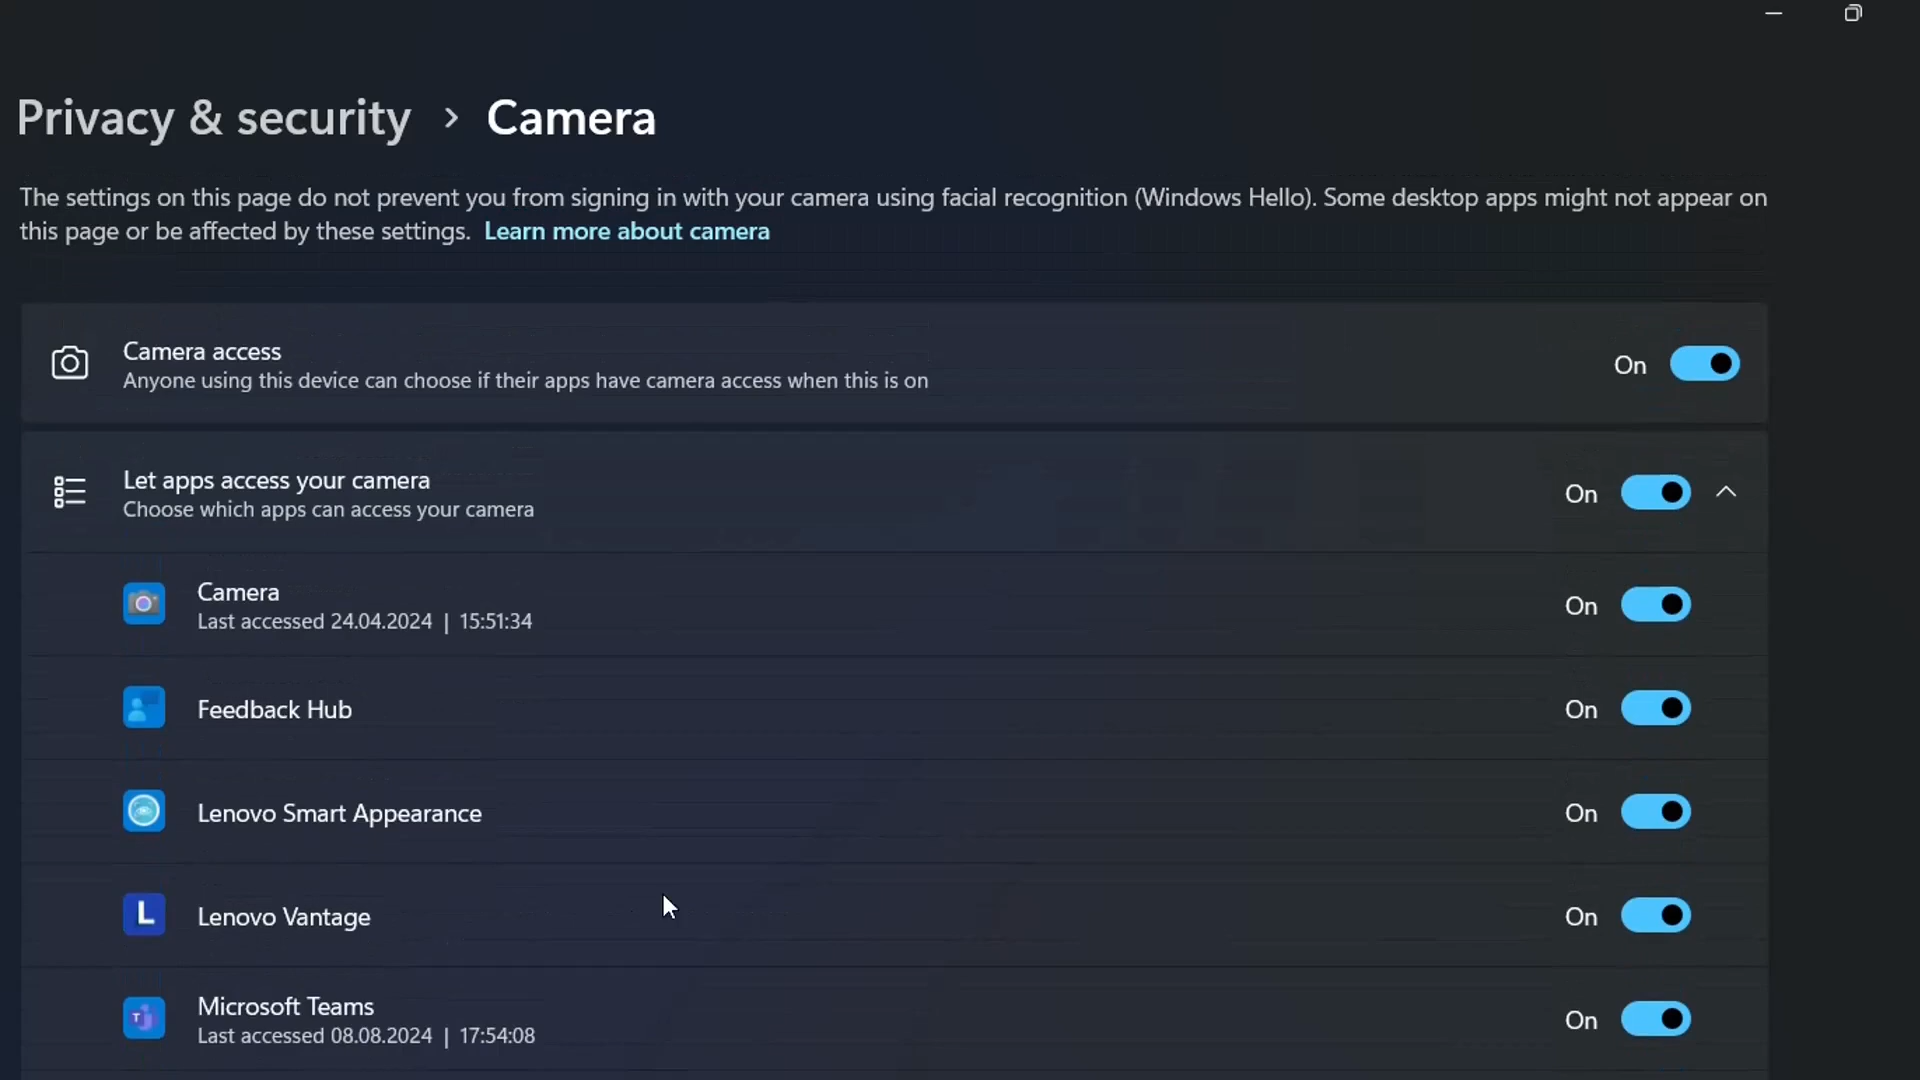 Privacy & security > Camera
The settings on this page do not prevent you from signing in with your camera using facial recognition (Windows Hello). Some desktop apps might not appear on
this page or be affected by these settings. Learn more about camera
Camera access
Anyone using this device can choose if their apps have camera access when this is on
On
Let apps access your camera
Choose which apps can access your camera
On
Camera
Last accessed 24.04.2024 | 15:51:34
On
Feedback Hub
On
Lenovo Smart Appearance
On
L
Lenovo Vantage
On
T
Microsoft Teams
Last accessed 08.08.2024 | 17:54:08
On